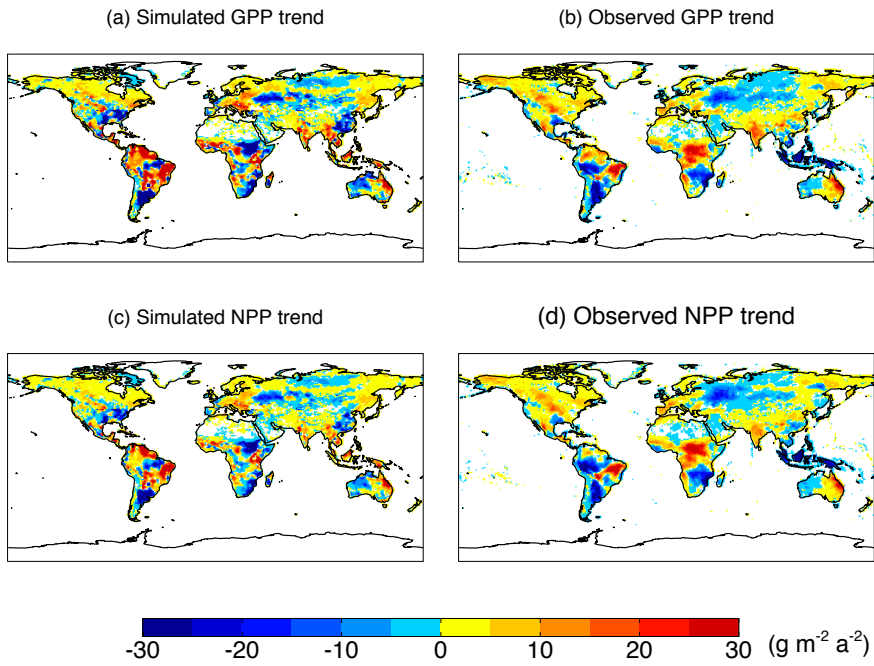 (a) Simulated GPP trend
(b) Observed GPP trend
(c) Simulated NPP trend
(d) Observed NPP trend
-30 -20 -10 0 10 20 30 (g m⁻² a⁻²)